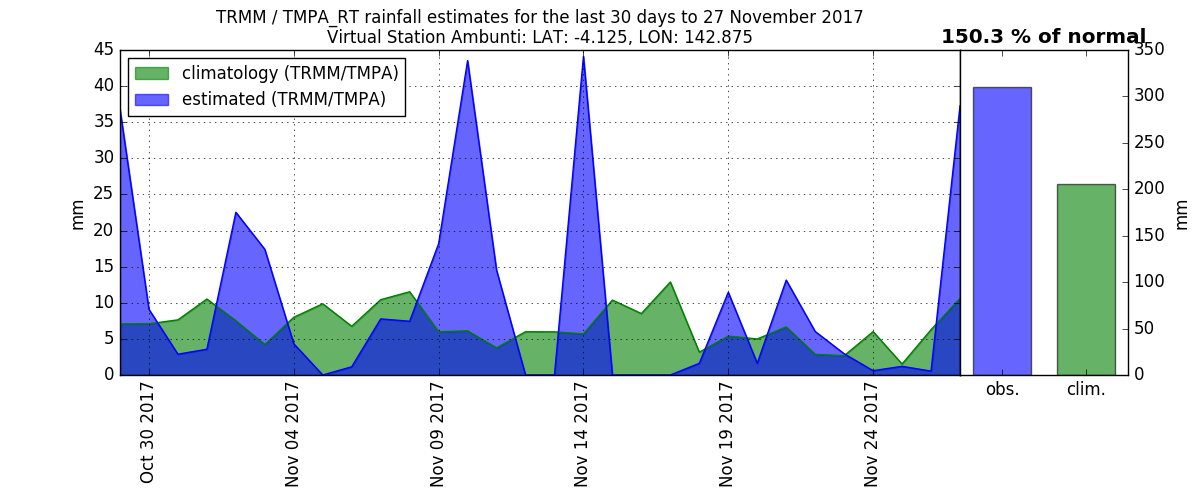 TRMM / TMPA_RT rainfall estimates for the last 30 days to 27 November 2017
Virtual Station Ambunti: LAT: -4.125, LON: 142.875
150.3 % of normal
climatology (TRMM/TMPA)
estimated (TRMM/TMPA)
45
40
35
30
25
20
15
10
5
0
mm
Oct 30 2017
Nov 04 2017
Nov 09 2017
Nov 14 2017
Nov 19 2017
Nov 24 2017
350
300
250
200
150
100
50
0
mm
obs.
clim.